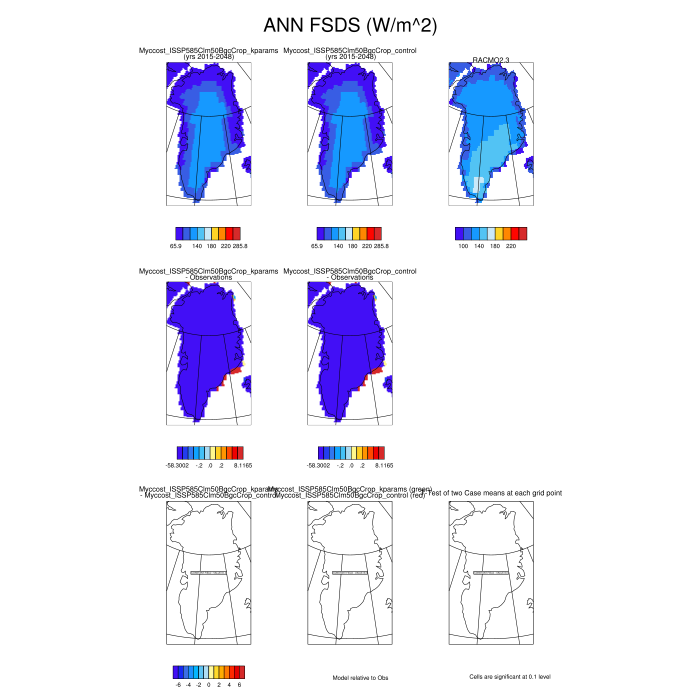 ANN FSDS (W/m^2)
Myccost_ISSP585Clm50BgcCrop_kparams
(yrs 2015-2048)
Myccost_ISSP585Clm50BgcCrop_control
(yrs 2015-2048)
RACMO2.3
65.9 140 180 220 285.8
65.9 140 180 220 285.8
100 140 180 220
Myccost_ISSP585Clm50BgcCrop_kparams
- Observations
Myccost_ISSP585Clm50BgcCrop_control
- Observations
-58.3002 -.2 .0 .2 8.1165
-58.3002 -.2 .0 .2 8.1165
Myccost_ISSP585Clm50BgcCrop_kparams
- Myccost_ISSP585Clm50BgcCrop_control
Myccost_ISSP585Clm50BgcCrop_kparams (green)
Myccost_ISSP585Clm50BgcCrop_control (red)
T-Test of two Case means at each grid point
-6 -4 -2 0 2 4 6
Model relative to Obs
Cells are significant at 0.1 level